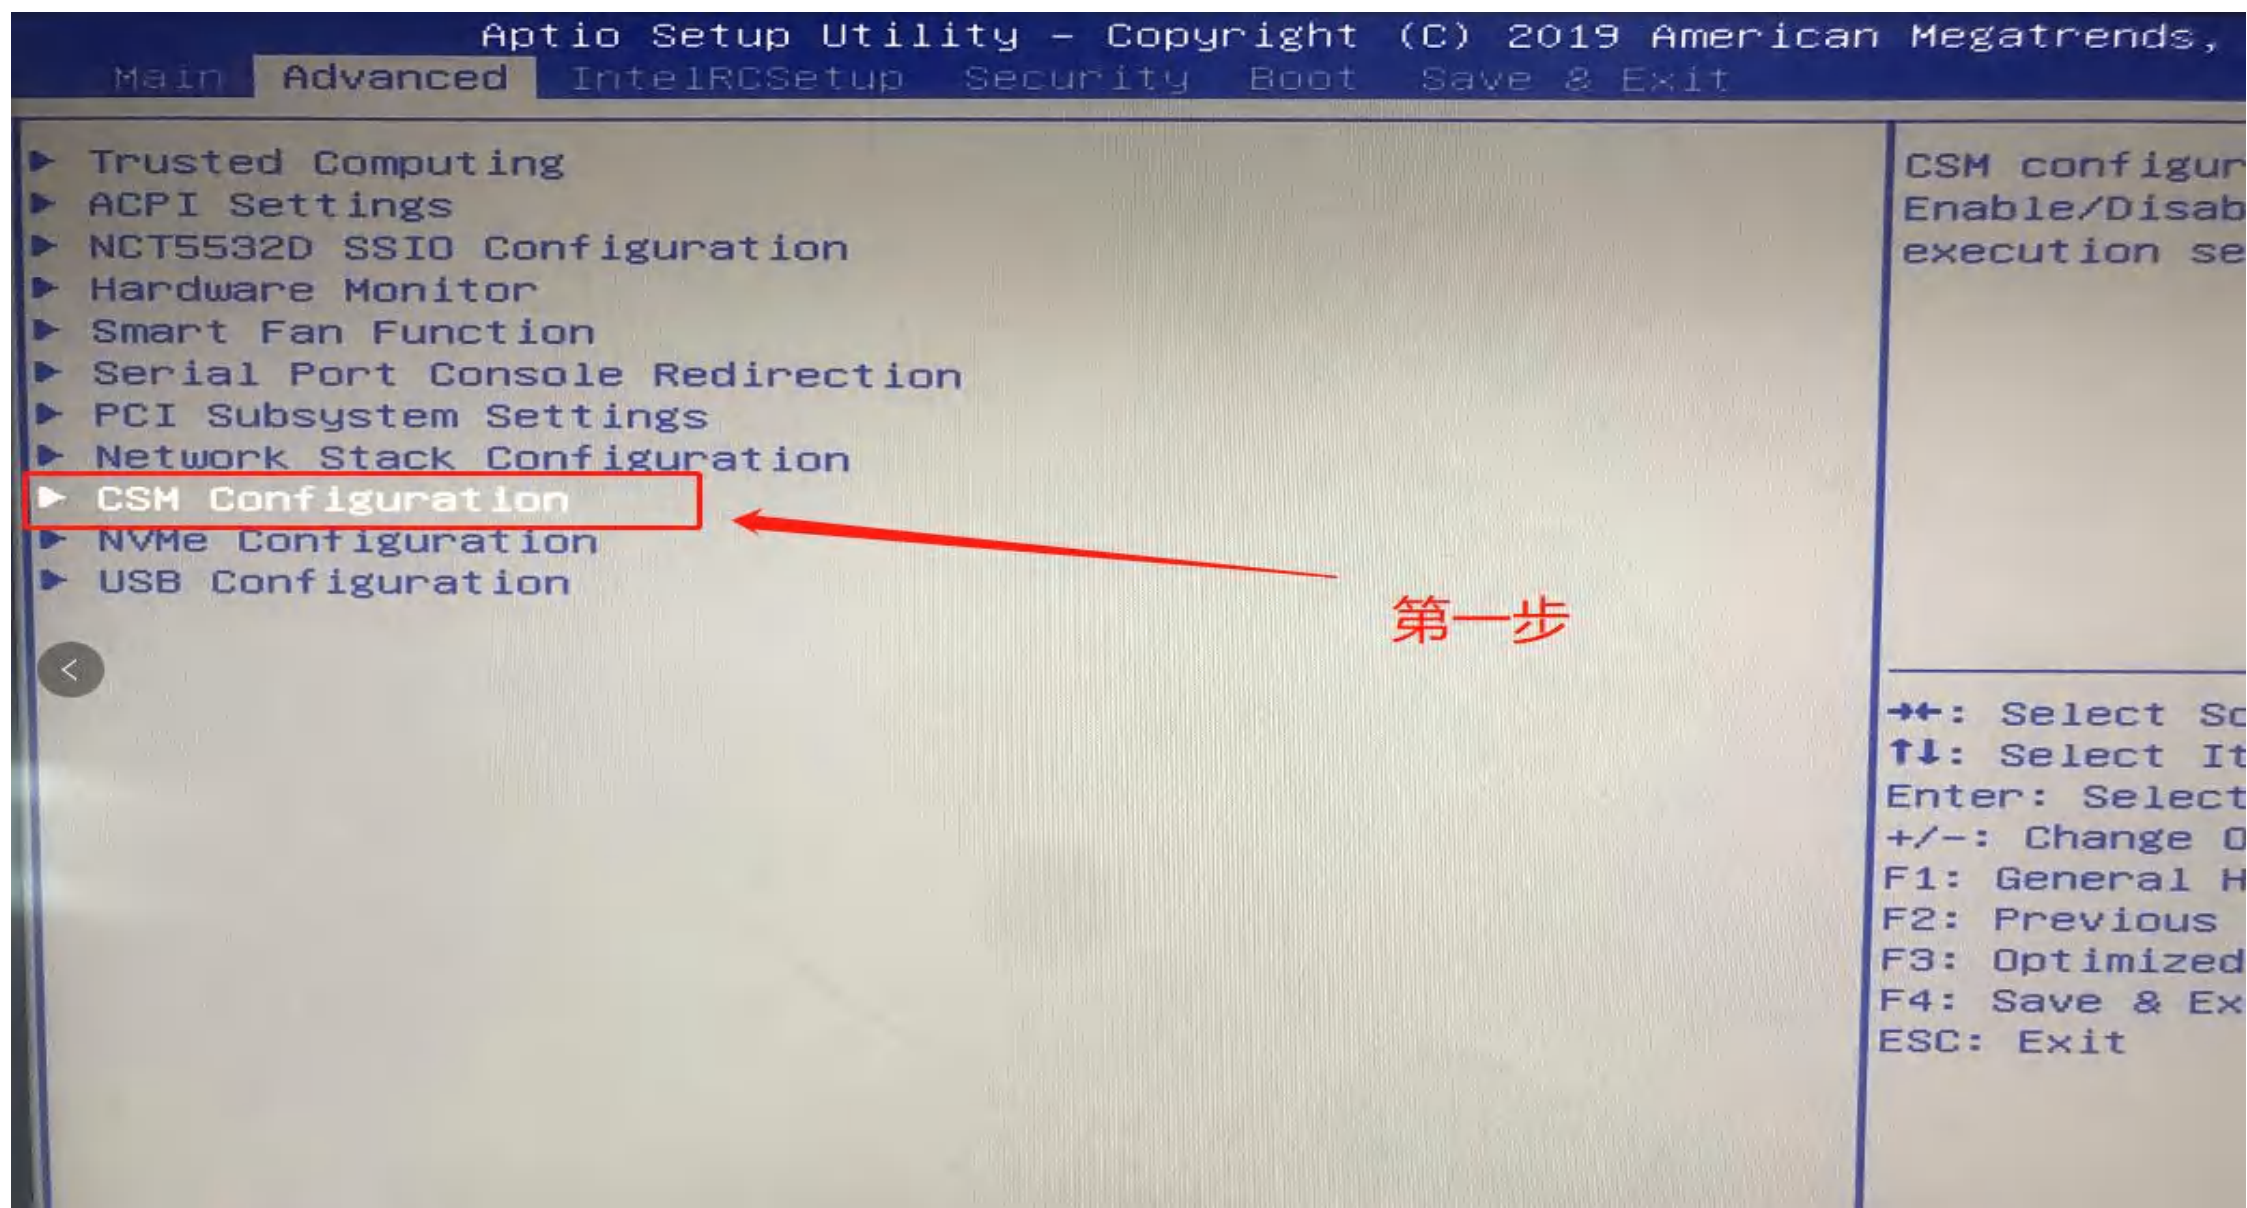 Aptio Setup Utility – Copyright (C) 2019 American Megatrends,
Main Advanced IntelRCSetup Security Boot Save & Exit
Trusted Computing
ACPI Settings
NCT5532D SSIO Configuration
Hardware Monitor
Smart Fan Function
Serial Port Console Redirection
PCI Subsystem Settings
Network Stack Configuration
CSM Configuration
NVMe Configuration
USB Configuration
第一步
CSM configur
Enable/Disab
execution se
→←: Select Sc
↑↓: Select It
Enter: Select
+/-: Change O
F1: General H
F2: Previous
F3: Optimized
F4: Save & Ex
ESC: Exit